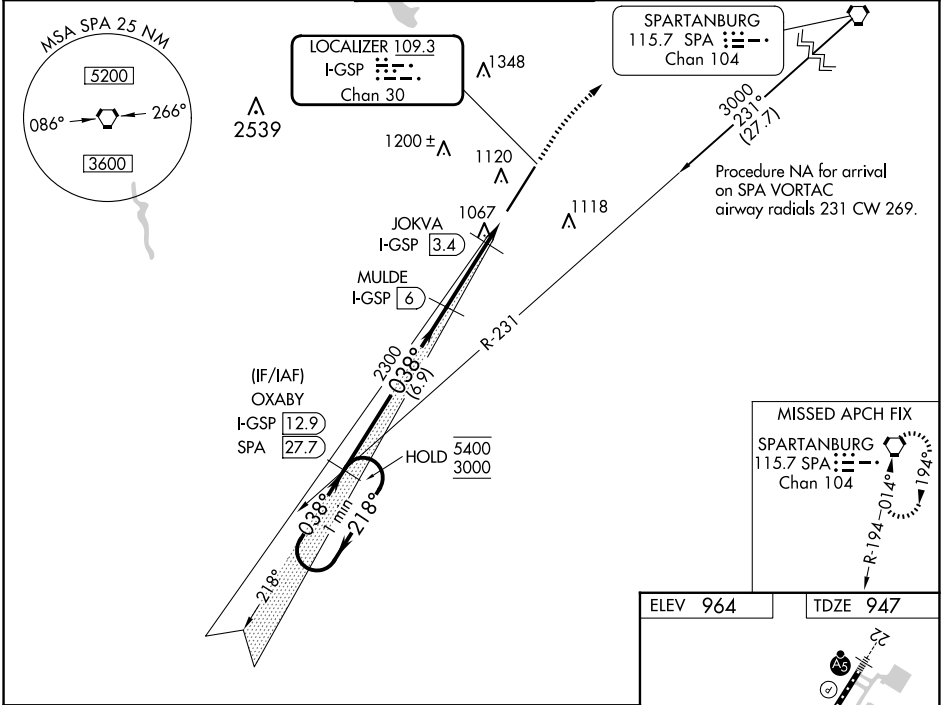 MSA SPA 25 NM
5200
086°
266°
3600
2539
LOCALIZER 109.3
I-GSP
Chan 30
1348
1200 ±
1120
1067
1118
SPARTANBURG
115.7 SPA
Chan 104
3000
231°
(27.7)
Procedure NA for arrival
on SPA VORTAC
airway radials 231 CW 269.
JOKVA
I-GSP 3.4
MULDE
I-GSP 6
R-231
2300
038°
(6.9)
(IF/IAF)
OXABY
I-GSP 12.9
SPA 27.7
HOLD 5400
3000
038°
1 min
218°
218°
MISSED APCH FIX
SPARTANBURG
115.7 SPA
Chan 104
R-194
014°
194°
ELEV 964
TDZE 947
22
A5
P